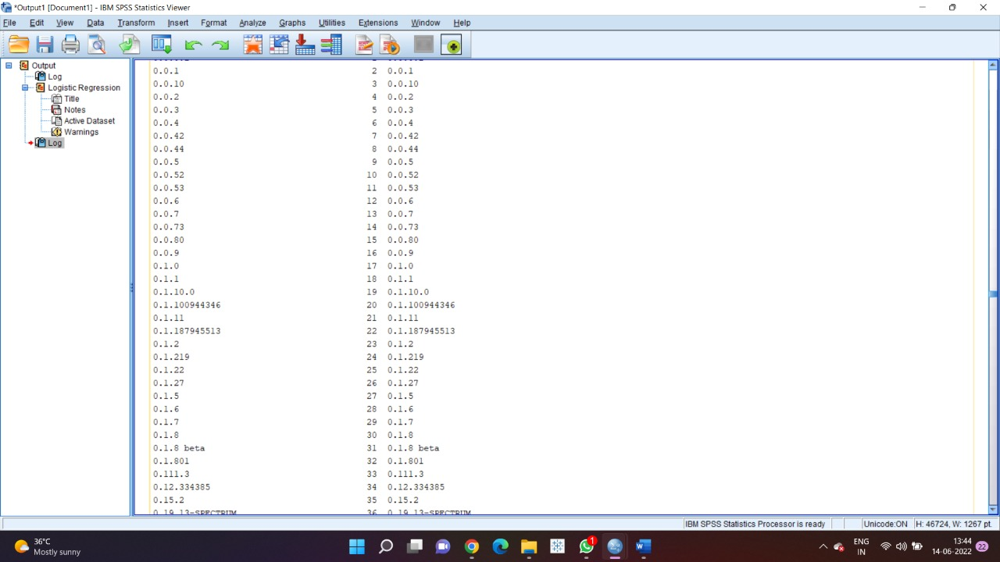 *Output1 [Document1] - IBM SPSS Statistics Viewer
File Edit View Data Transform Insert Format Analyze Graphs Utilities Extensions Window Help
Output
Log
Logistic Regression
Title
Notes
Active Dataset
Warnings
Log
0.0.1 2 0.0.1
0.0.10 3 0.0.10
0.0.2 4 0.0.2
0.0.3 5 0.0.3
0.0.4 6 0.0.4
0.0.42 7 0.0.42
0.0.44 8 0.0.44
0.0.5 9 0.0.5
0.0.52 10 0.0.52
0.0.53 11 0.0.53
0.0.6 12 0.0.6
0.0.7 13 0.0.7
0.0.73 14 0.0.73
0.0.80 15 0.0.80
0.0.9 16 0.0.9
0.1.0 17 0.1.0
0.1.1 18 0.1.1
0.1.10.0 19 0.1.10.0
0.1.100944346 20 0.1.100944346
0.1.11 21 0.1.11
0.1.187945513 22 0.1.187945513
0.1.2 23 0.1.2
0.1.219 24 0.1.219
0.1.22 25 0.1.22
0.1.27 26 0.1.27
0.1.5 27 0.1.5
0.1.6 28 0.1.6
0.1.7 29 0.1.7
0.1.8 30 0.1.8
0.1.8 beta 31 0.1.8 beta
0.1.801 32 0.1.801
0.111.3 33 0.111.3
0.12.334385 34 0.12.334385
0.15.2 35 0.15.2
0.19.13-SPECTRUM 36 0.19.13-SPECTRUM
IBM SPSS Statistics Processor is ready Unicode:ON H: 46724, W: 1267 pt.
36°C
Mostly sunny
1
ENG
IN
13:44
14-06-2022
22